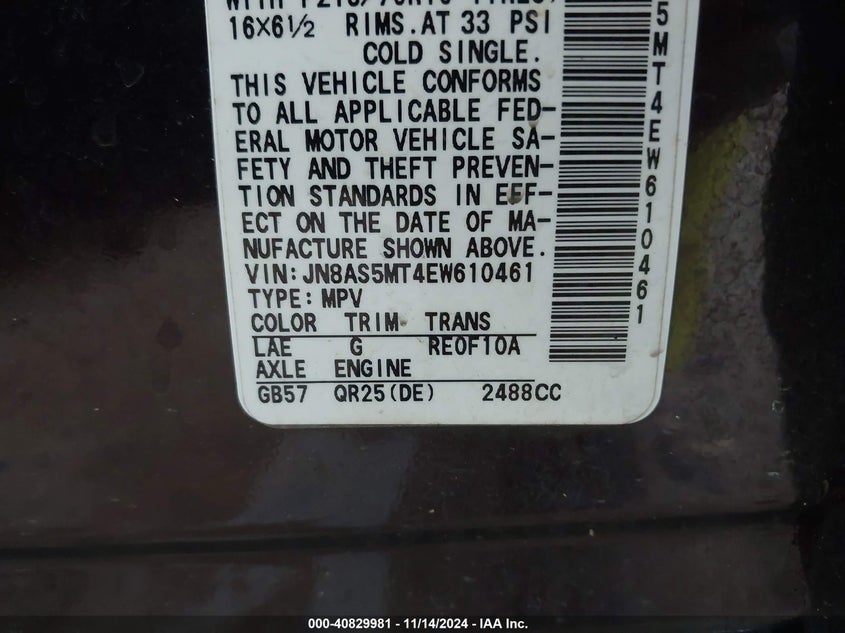 16X6½ RIMS.AT 33 PSI
COLD SINGLE.
THIS VEHICLE CONFORMS
TO ALL APPLICABLE FED-
ERAL MOTOR VEHICLE SA-
FETY AND THEFT PREVEN-
TION STANDARDS IN EFF-
ECT ON THE DATE OF MA-
NUFACTURE SHOWN ABOVE.
VIN:JN8AS5MT4EW610461
TYPE:MPV
COLOR TRIM TRANS
LAE G RE0F10A
AXLE ENGINE
GB57 QR25(DE) 2488CC
5MT4EW610461
000-40829981 - 11/14/2024 - IAA Inc.